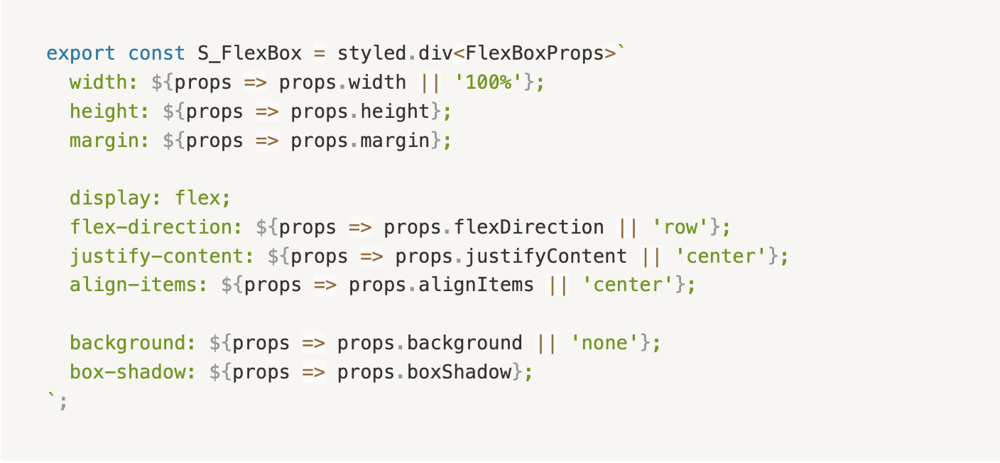 export const S_FlexBox = styled.div<FlexBoxProps>`
  width: ${props => props.width || '100%'};
  height: ${props => props.height};
  margin: ${props => props.margin};

  display: flex;
  flex-direction: ${props => props.flexDirection || 'row'};
  justify-content: ${props => props.justifyContent || 'center'};
  align-items: ${props => props.alignItems || 'center'};

  background: ${props => props.background || 'none'};
  box-shadow: ${props => props.boxShadow};
`;